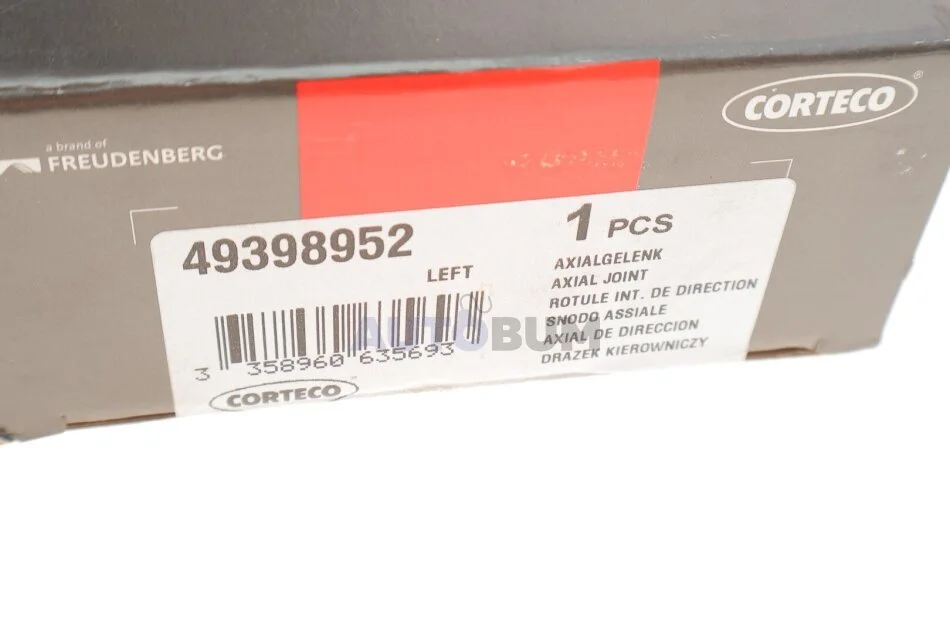 a brand of
FREUDENBERG
CORTECO®
49398952
LEFT
1 PCS
AXIALGELENK
AXIAL JOINT
ROTULE INT. DE DIRECTION
SNODO ASSIALE
AXIAL DE DIRECCION
DRAZEK KIEROWNICZY
3 358960 635693
AUTOBUM
CORTECO